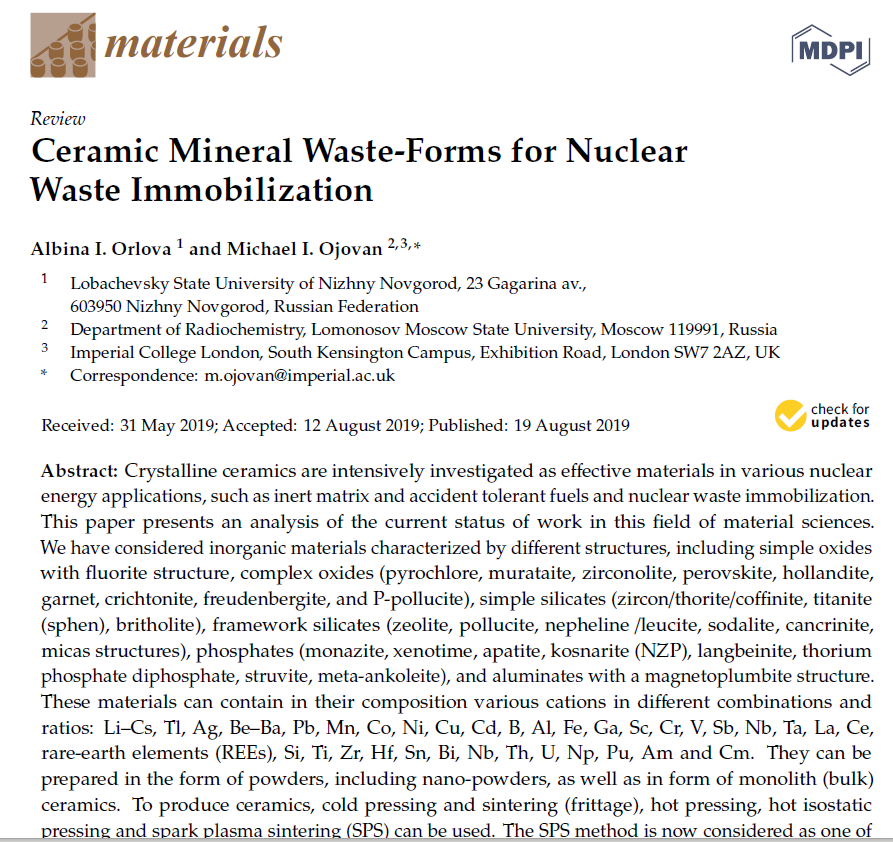 materials
MDPI
Review
Ceramic Mineral Waste-Forms for Nuclear
Waste Immobilization
Albina I. Orlova 1 and Michael I. Ojovan 2,3,*
1 Lobachevsky State University of Nizhny Novgorod, 23 Gagarina av.,
603950 Nizhny Novgorod, Russian Federation
2 Department of Radiochemistry, Lomonosov Moscow State University, Moscow 119991, Russia
3 Imperial College London, South Kensington Campus, Exhibition Road, London SW7 2AZ, UK
* Correspondence: m.ojovan@imperial.ac.uk
Received: 31 May 2019; Accepted: 12 August 2019; Published: 19 August 2019
check for
updates
Abstract: Crystalline ceramics are intensively investigated as effective materials in various nuclear
energy applications, such as inert matrix and accident tolerant fuels and nuclear waste immobilization.
This paper presents an analysis of the current status of work in this field of material sciences.
We have considered inorganic materials characterized by different structures, including simple oxides
with fluorite structure, complex oxides (pyrochlore, murataite, zirconolite, perovskite, hollandite,
garnet, crichtonite, freudenbergite, and P-pollucite), simple silicates (zircon/thorite/coffinite, titanite
(sphen), britholite), framework silicates (zeolite, pollucite, nepheline /leucite, sodalite, cancrinite,
micas structures), phosphates (monazite, xenotime, apatite, kosnarite (NZP), langbeinite, thorium
phosphate diphosphate, struvite, meta-ankoleite), and aluminates with a magnetoplumbite structure.
These materials can contain in their composition various cations in different combinations and
ratios: Li–Cs, Tl, Ag, Be–Ba, Pb, Mn, Co, Ni, Cu, Cd, B, Al, Fe, Ga, Sc, Cr, V, Sb, Nb, Ta, La, Ce,
rare-earth elements (REEs), Si, Ti, Zr, Hf, Sn, Bi, Nb, Th, U, Np, Pu, Am and Cm. They can be
prepared in the form of powders, including nano-powders, as well as in form of monolith (bulk)
ceramics. To produce ceramics, cold pressing and sintering (frittage), hot pressing, hot isostatic
pressing and spark plasma sintering (SPS) can be used. The SPS method is now considered as one of